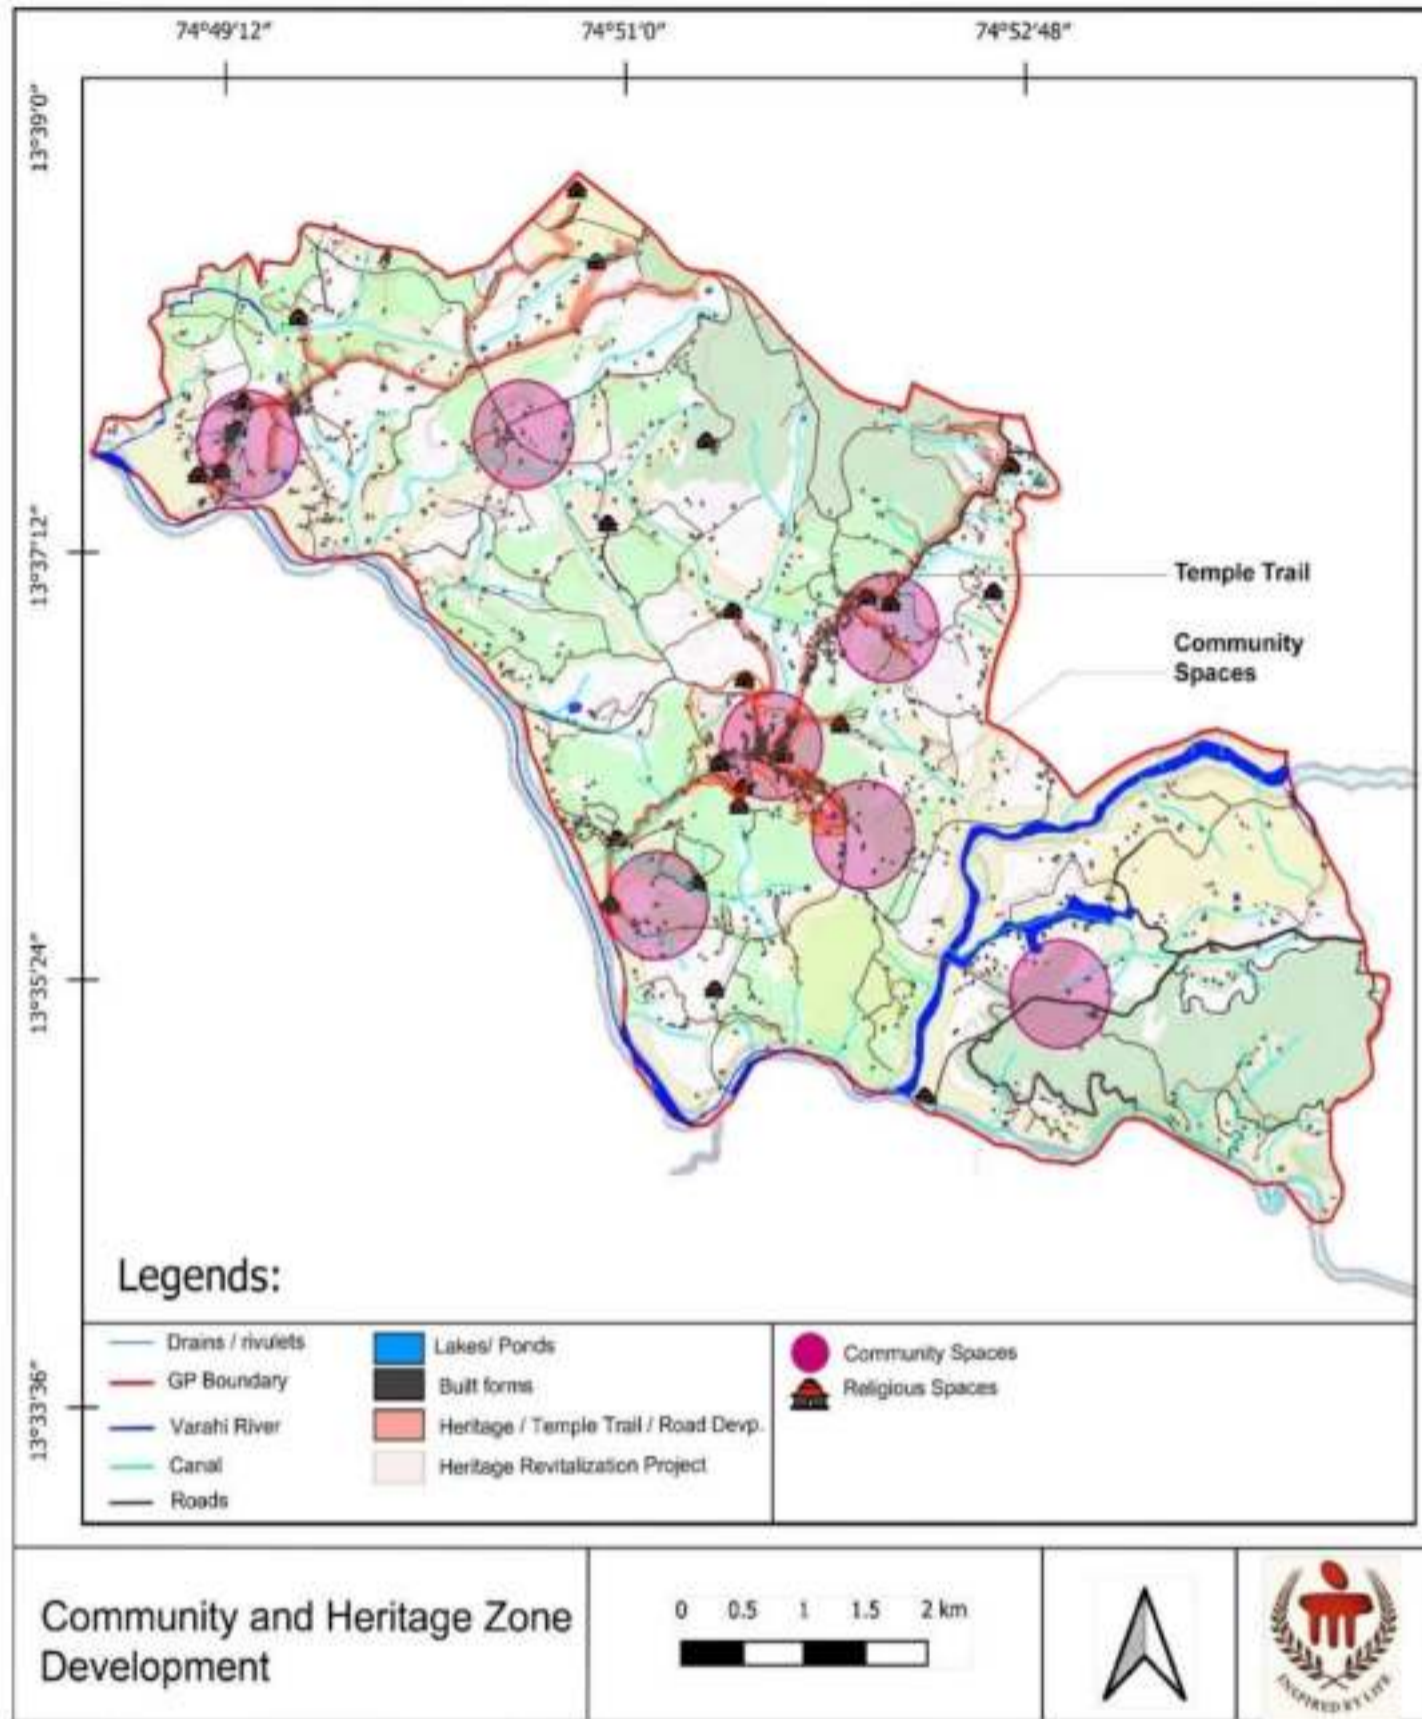 74°49'12"
74°51'0"
74°52'48"
13°39'0"
13°37'12"
Temple Trail
Community
Spaces
13°35'24"
13°33'36"
Legends:
Drains / rivulets
GP Boundary
Varahi River
Canal
Roads
Lakes/ Ponds
Built forms
Heritage / Temple Trail / Road Devp.
Heritage Revitalization Project
Community Spaces
Religious Spaces
Community and Heritage Zone
Development
0 0.5 1 1.5 2 km
INSPIRED BY LIFE